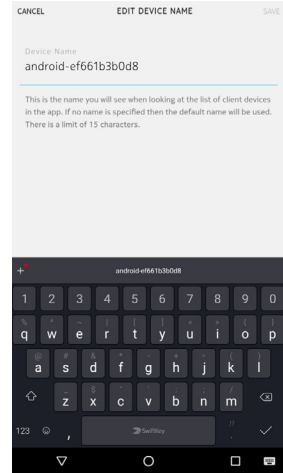 CANCEL EDIT DEVICE NAME SAVE
Device Name
android-ef661b3b0d8
This is the name you will see when looking at the list of client devices
in the app. If no name is specified then the default name will be used.
There is a limit of 15 characters.
+ android-ef661b3b0d8
1 2 3 4 5 6 7 8 9 0
q w e r t y u i o p
a s d f g h j k l
z x c v b n m
123 , SwiftKey .